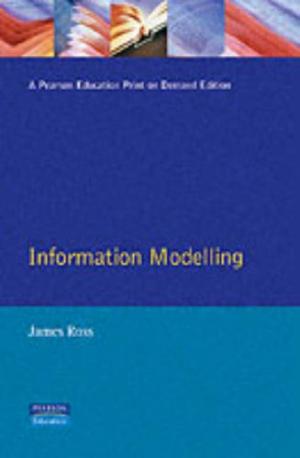 A Pearson Education Print on Demand Edition
Information Modelling
James Ross
PEARSON
Education